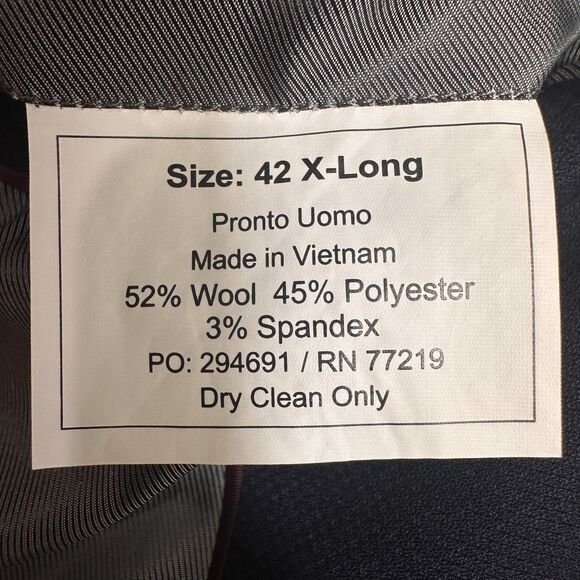 Size: 42 X-Long
Pronto Uomo
Made in Vietnam
52% Wool 45% Polyester
3% Spandex
PO: 294691 / RN 77219
Dry Clean Only